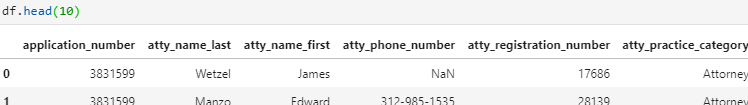 df.head(10)
application_number atty_name_last atty_name_first atty_phone_number atty_registration_number atty_practice_category
0 3831599 Wetzel James NaN 17686 Attorney
1 3831599 Manzo Edward 312-985-1535 28139 Attorney